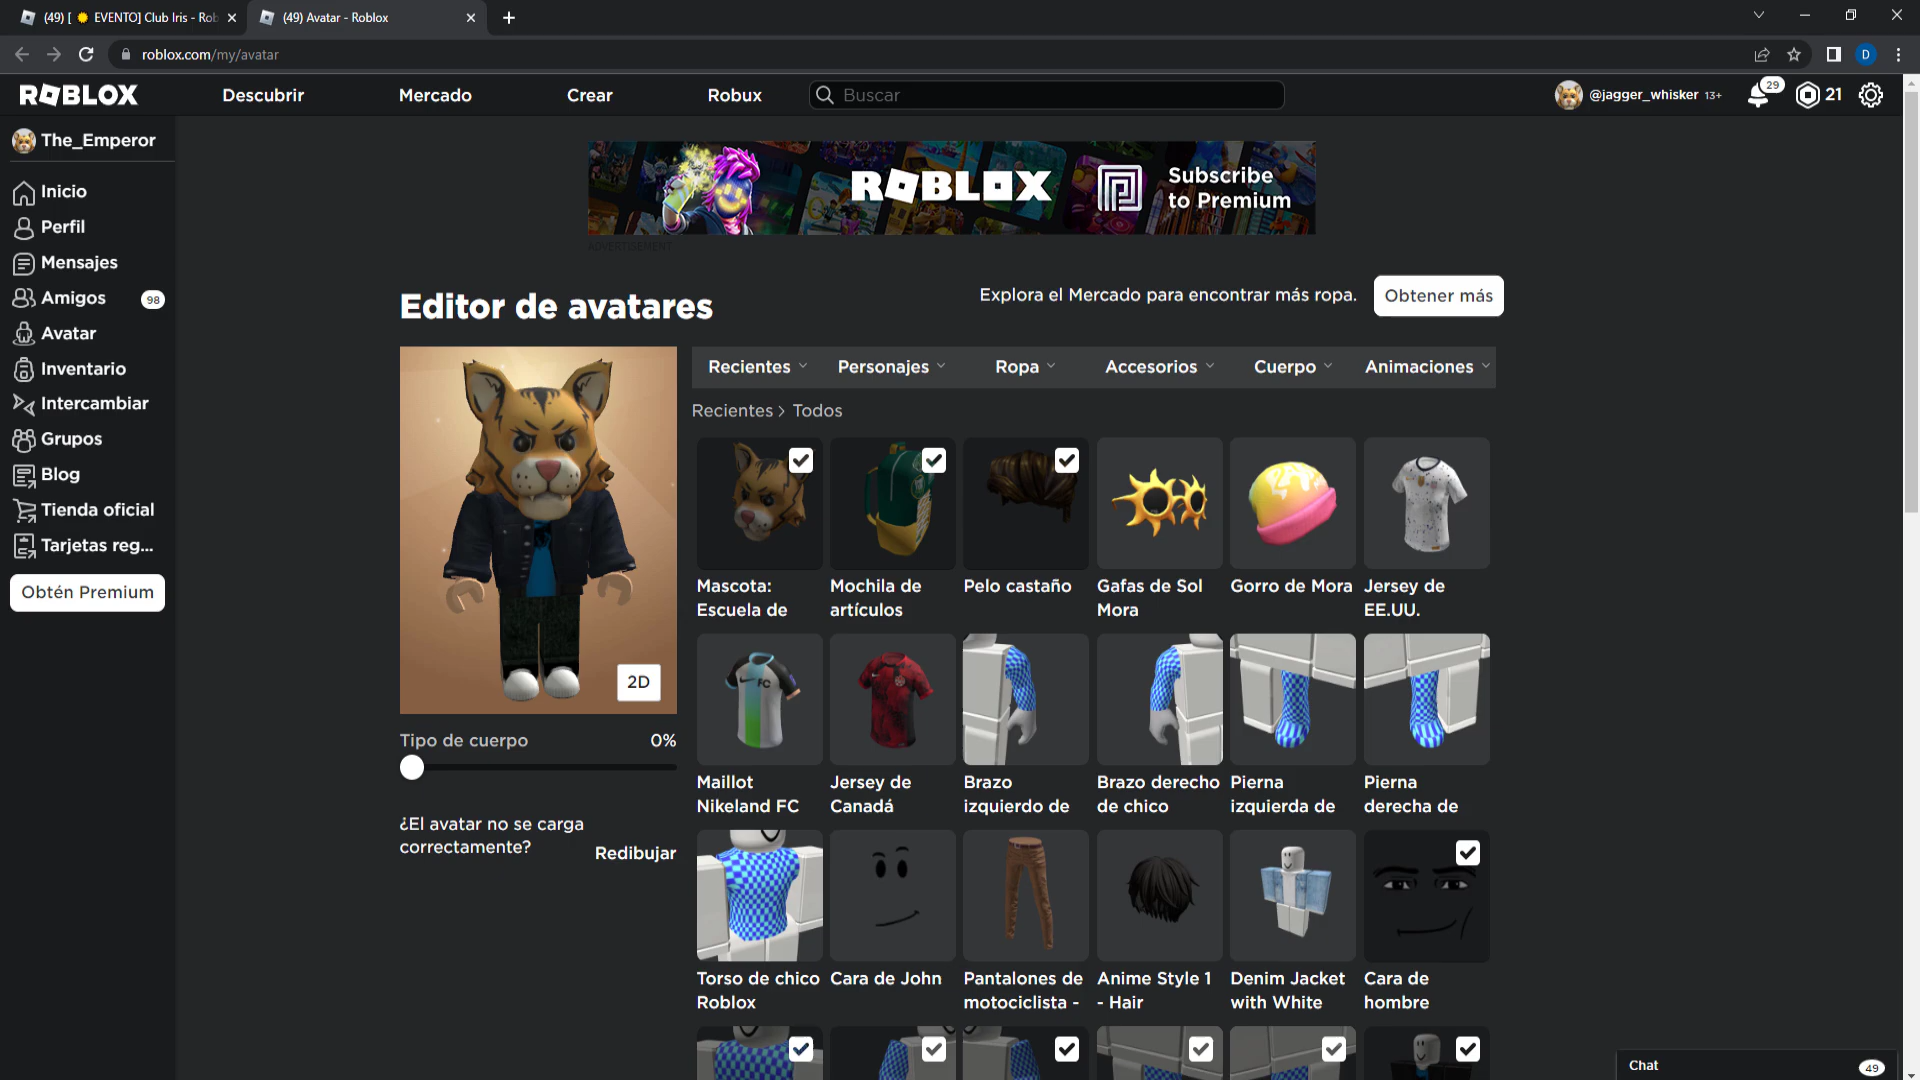 (49) [ EVENTO] Club Iris - Rob
(49) Avatar - Roblox
roblox.com/my/avatar
D
ROBLOX
Descubrir
Mercado
Crear
Robux
Buscar
@jagger_whisker 13+
29
21
The_Emperor
Inicio
Perfil
Mensajes
Amigos 98
Avatar
Inventario
Intercambiar
Grupos
Blog
Tienda oficial
Tarjetas reg...
Obtén Premium
ROBLOX
Subscribe
to Premium
ADVERTISEMENT
Editor de avatares
Explora el Mercado para encontrar más ropa.
Obtener más
2D
Tipo de cuerpo 0%
¿El avatar no se carga
correctamente?
Redibujar
Recientes
Personajes
Ropa
Accesorios
Cuerpo
Animaciones
Recientes > Todos
Mascota:
Escuela de
Mochila de
artículos
Pelo castaño
Gafas de Sol
Mora
Gorro de Mora
Jersey de
EE.UU.
FC
Maillot
Nikeland FC
Jersey de
Canadá
Brazo
izquierdo de
Brazo derecho
de chico
Pierna
izquierda de
Pierna
derecha de
Torso de chico
Roblox
Cara de John
Pantalones de
motociclista -
Anime Style 1
- Hair
Denim Jacket
with White
Cara de
hombre
Chat
49